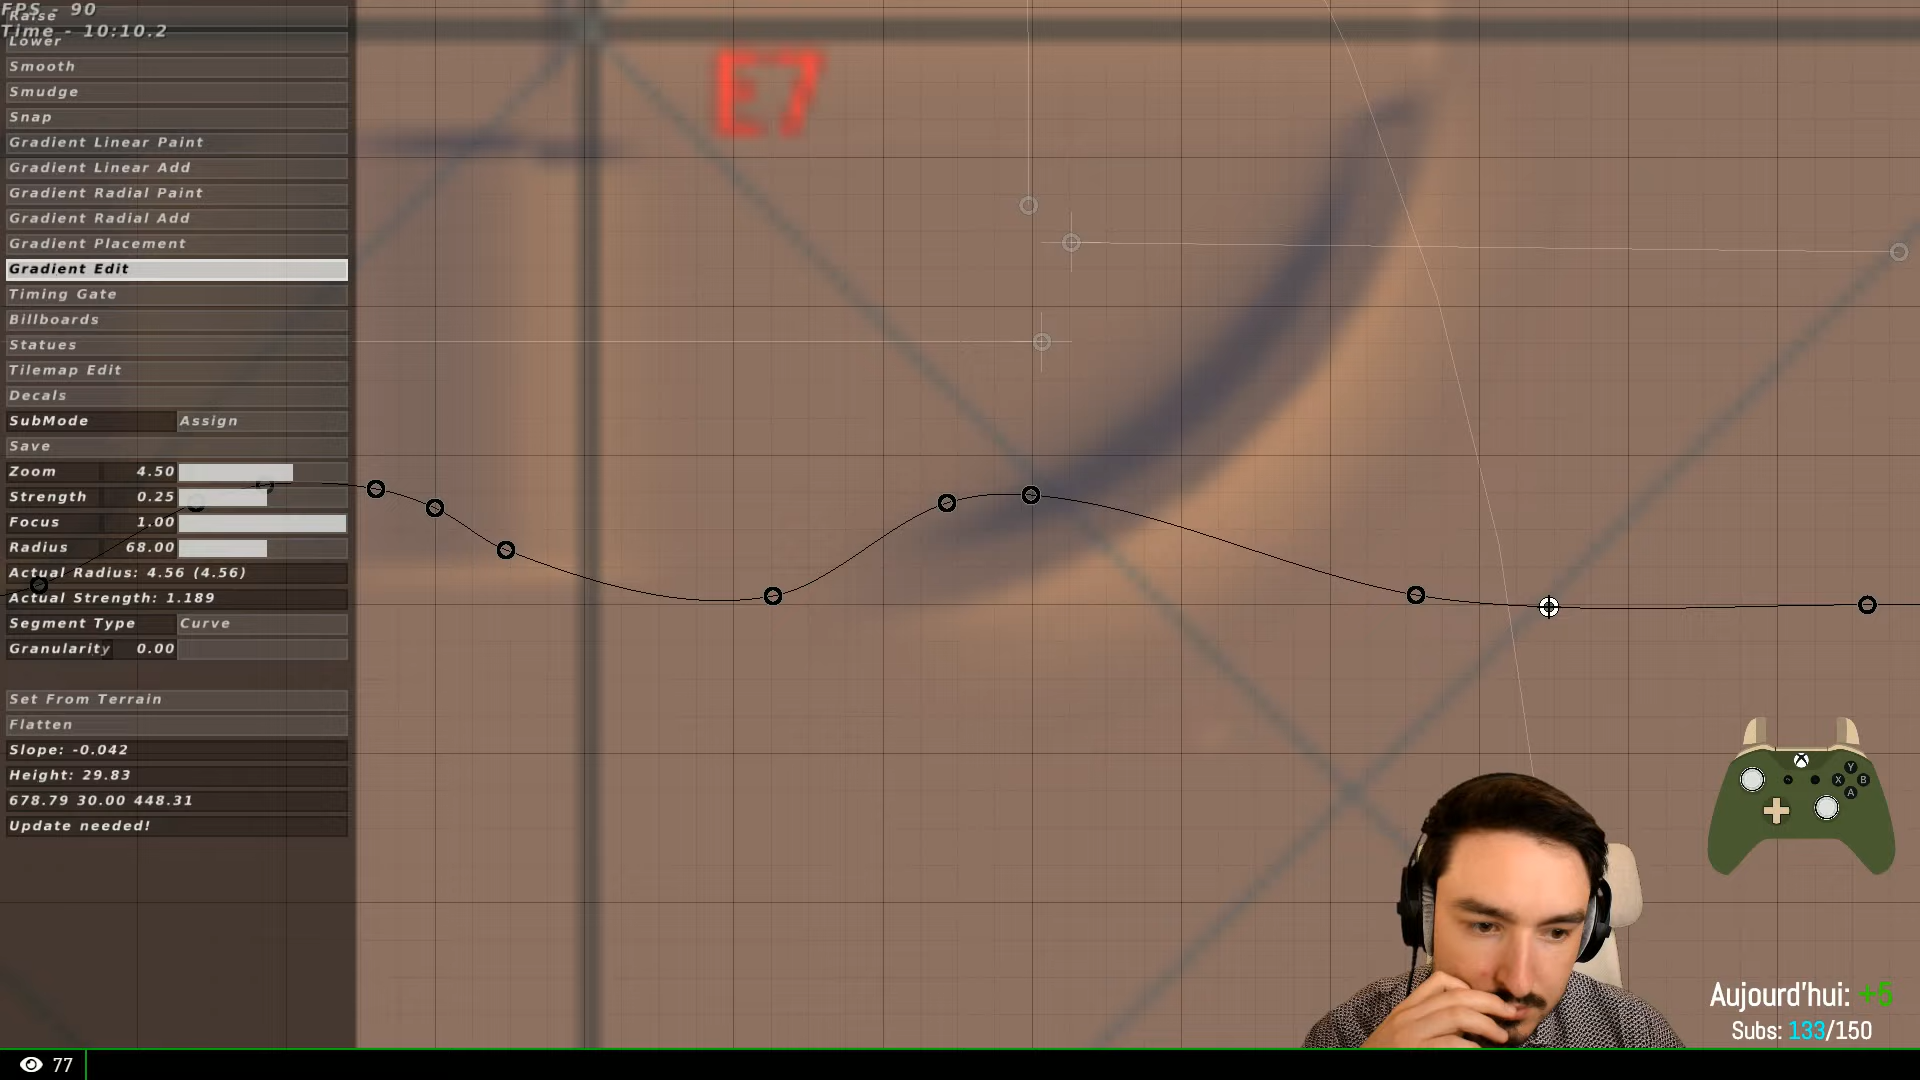 FPS - 90
Raise
Time - 10:10.2
Lower
Smooth
Smudge
Snap
Gradient Linear Paint
Gradient Linear Add
Gradient Radial Paint
Gradient Radial Add
Gradient Placement
Gradient Edit
Timing Gate
Billboards
Statues
Tilemap Edit
Decals
SubMode Assign
Save
Zoom 4.50
Strength 0.25
Focus 1.00
Radius 68.00
Actual Radius: 4.56 (4.56)
Actual Strength: 1.189
Segment Type Curve
Granularity 0.00
Set From Terrain
Flatten
Slope: -0.042
Height: 29.83
678.79 30.00 448.31
Update needed!
E7
Y
X B
A
Aujourd'hui: +5
Subs: 133/150
77